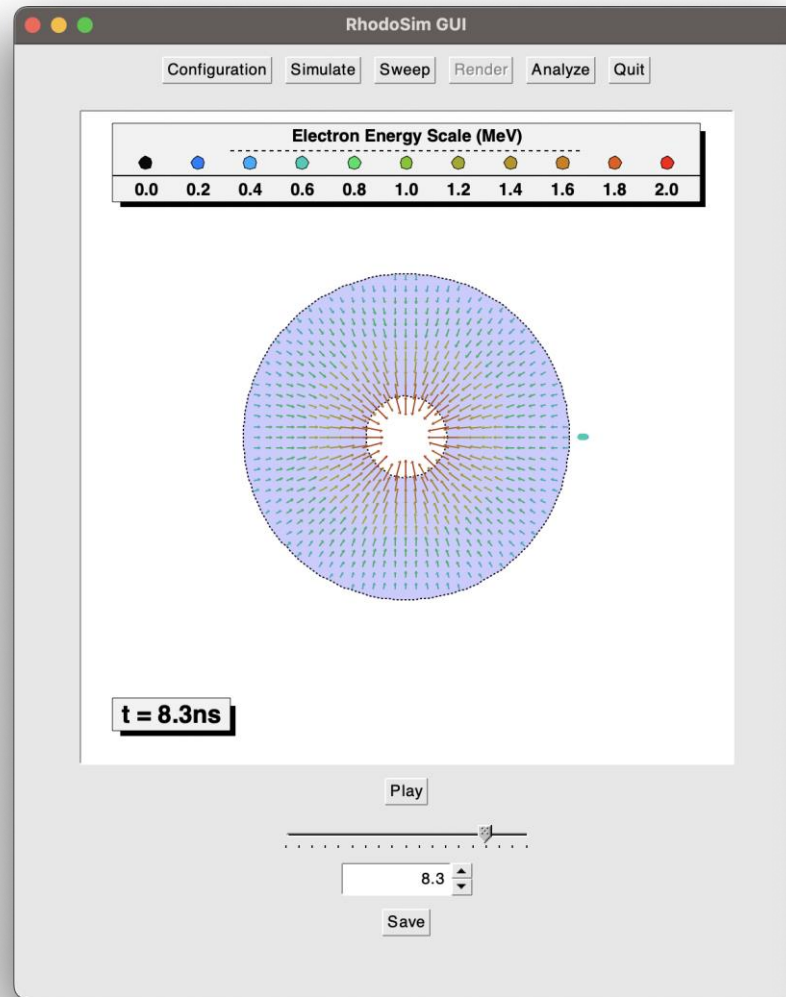 RhodoSim GUI
Configuration Simulate Sweep Render Analyze Quit
Electron Energy Scale (MeV)
0.0 0.2 0.4 0.6 0.8 1.0 1.2 1.4 1.6 1.8 2.0
t = 8.3ns
Play
8.3
Save